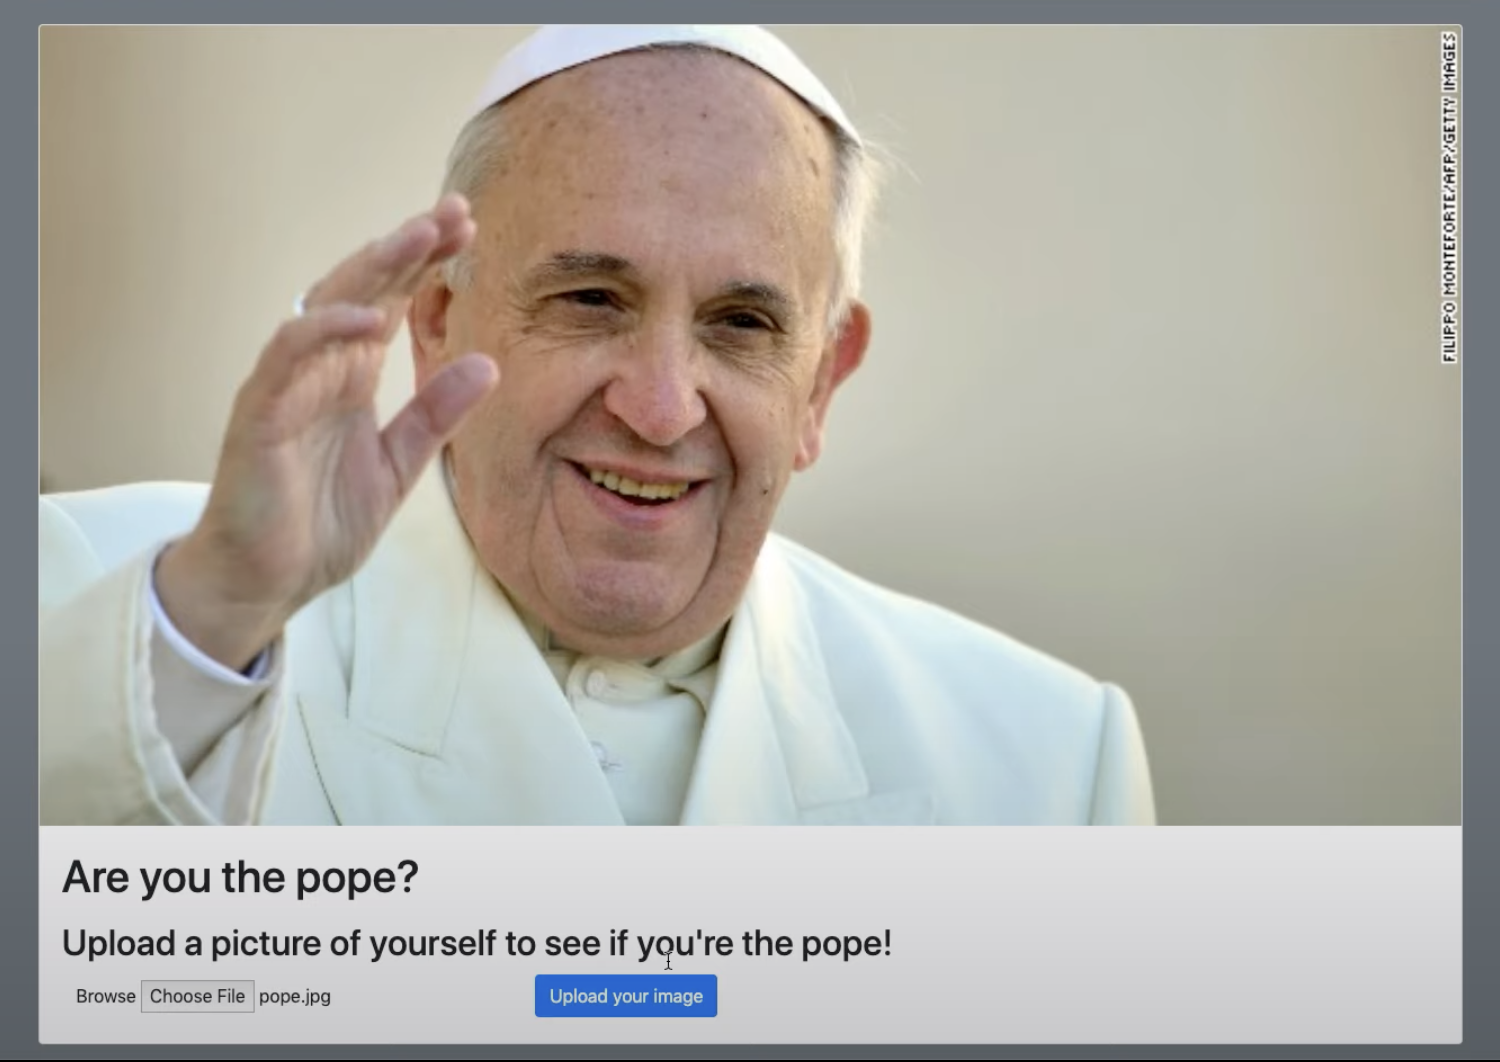 FILIPPO MONTEFORTE/AFP/GETTY IMAGES
Are you the pope?
Upload a picture of yourself to see if you're the pope!
Browse Choose File pope.jpg Upload your image